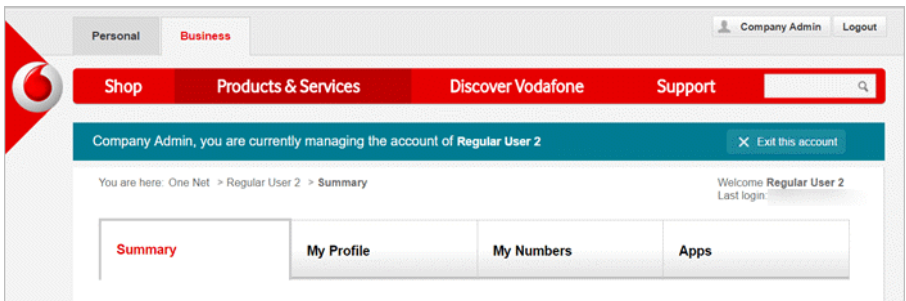 Personal
Business
Company Admin
Logout
Shop
Products & Services
Discover Vodafone
Support
Company Admin, you are currently managing the account of Regular User 2
X Exit this account
You are here: One Net > Regular User 2 > Summary
Welcome Regular User 2
Last login:
Summary
My Profile
My Numbers
Apps